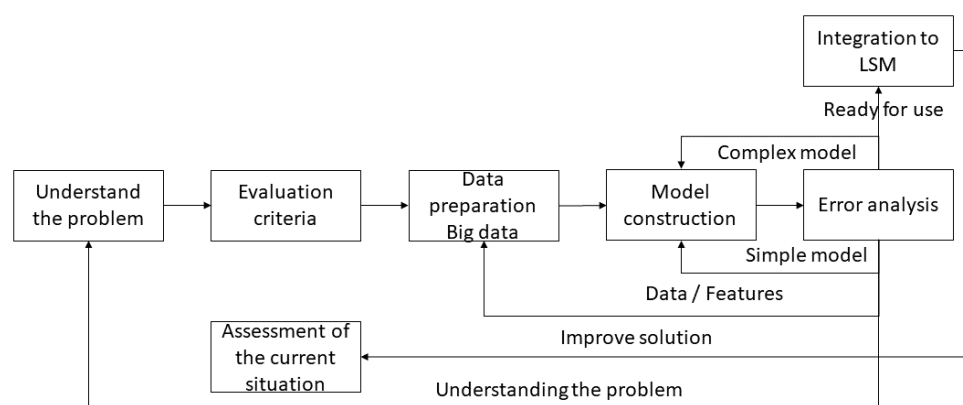 Integration to
LSM
Ready for use
Complex model
Understand
the problem
Evaluation
criteria
Data
preparation
Big data
Model
construction
Error analysis
Simple model
Data / Features
Assessment of
the current
situation
Improve solution
Understanding the problem